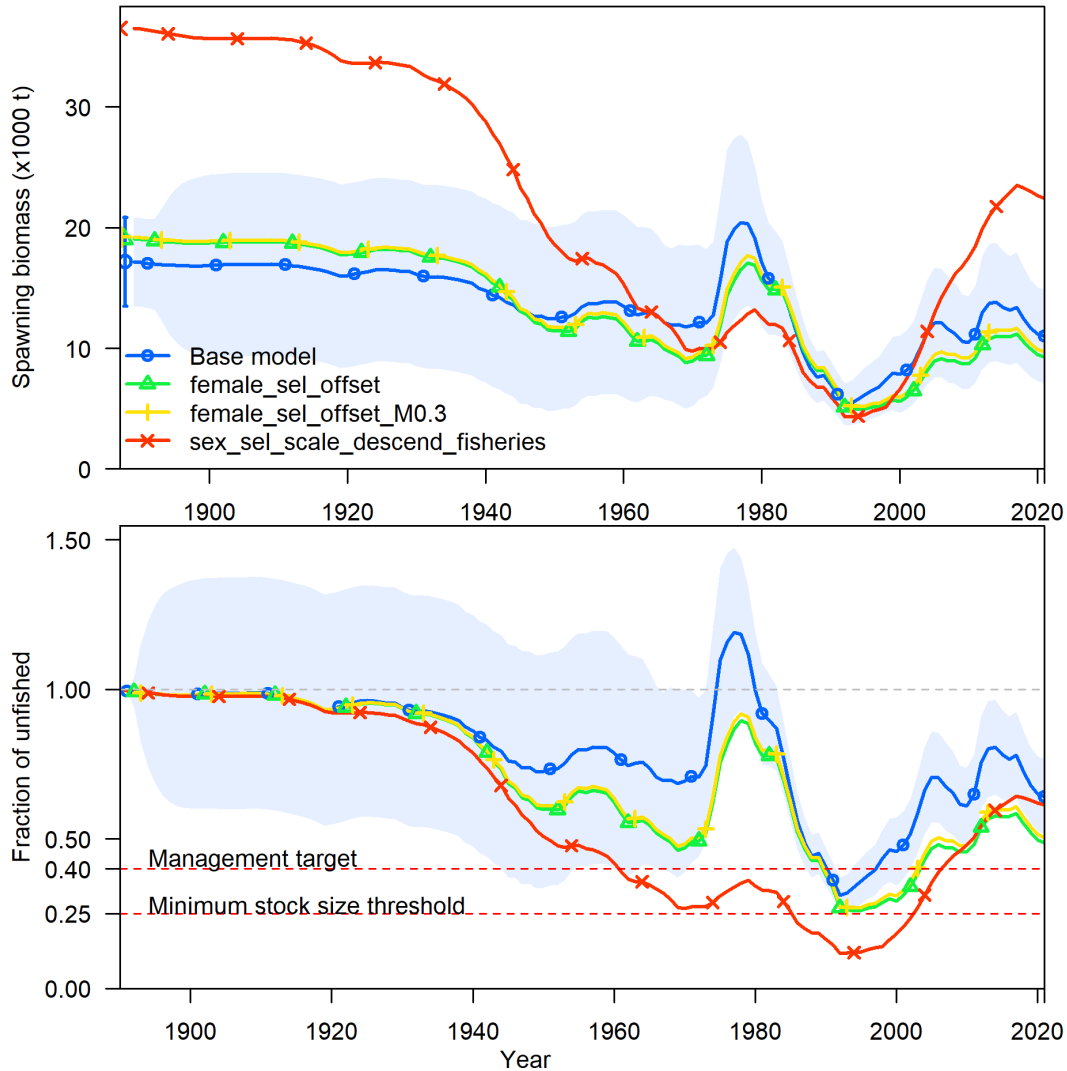 Spawning biomass (x1000 t)
30
20
10
0
Base model
female_sel_offset
female_sel_offset_M0.3
sex_sel_scale_descend_fisheries
1900 1920 1940 1960 1980 2000 2020
Fraction of unfished
1.50
1.00
0.50
0.40
0.25
0.00
Management target
Minimum stock size threshold
1900 1920 1940 1960 1980 2000 2020
Year